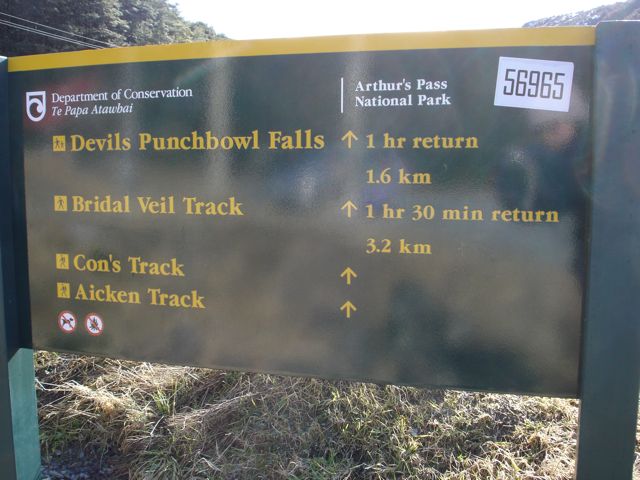 Department of Conservation
Te Papa Atawhai
Arthur's Pass
National Park
56965
Devils Punchbowl Falls ↑ 1 hr return
1.6 km
Bridal Veil Track ↑ 1 hr 30 min return
3.2 km
Con's Track ↑
Aicken Track ↑